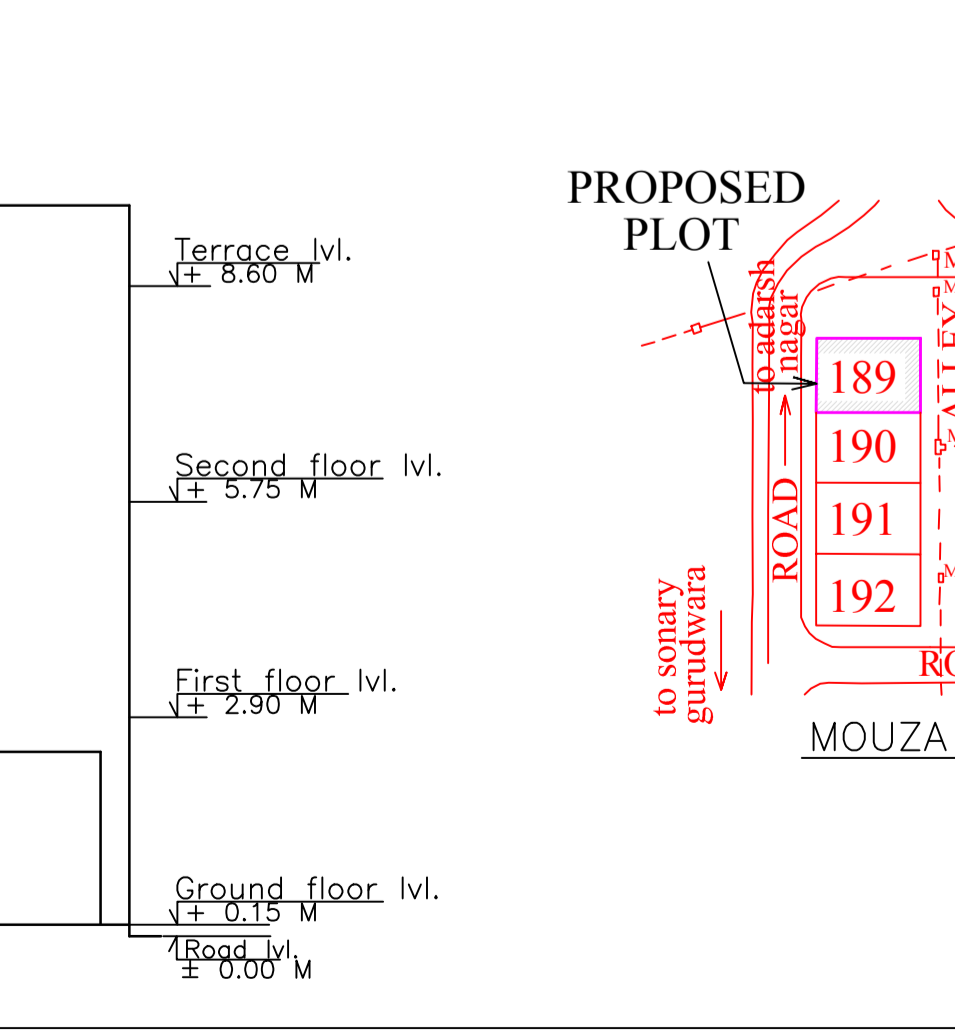 Terrace lvl.
+ 8.60 M
Second floor lvl.
+ 5.75 M
First floor lvl.
+ 2.90 M
Ground floor lvl.
+ 0.15 M
Road lvl.
± 0.00 M
PROPOSED
PLOT
to adarsh
nagar
189
190
191
192
ROAD
to sonary
gurudwara
M
M
M
M
MOUZA